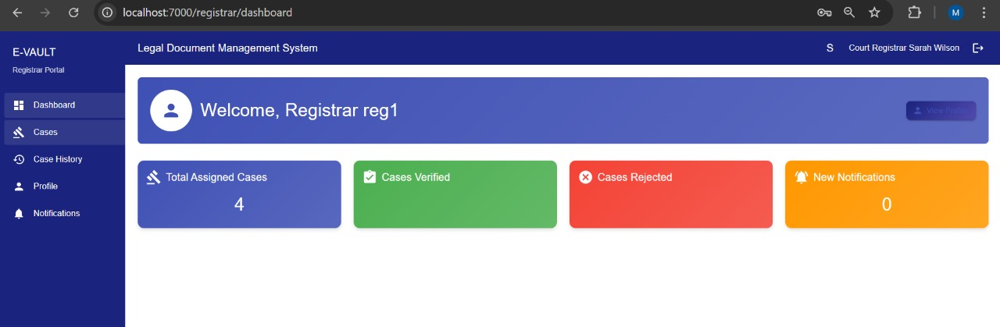 localhost:7000/registrar/dashboard
M
E-VAULT
Registrar Portal
Legal Document Management System
S
Court Registrar Sarah Wilson
Dashboard
Cases
Case History
Profile
Notifications
Welcome, Registrar reg1
View Profile
Total Assigned Cases
4
Cases Verified
Cases Rejected
New Notifications
0